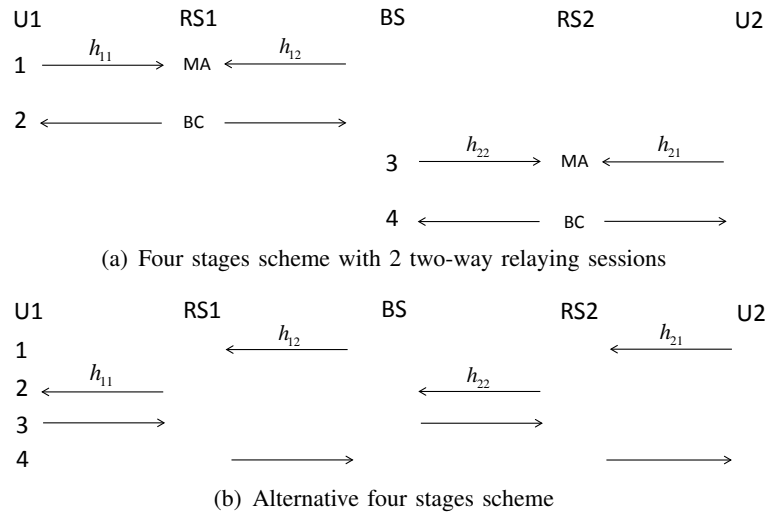 U1 RS1 BS RS2 U2
1 h11 MA h12
2 BC
3 h22 MA h21
4 BC
(a) Four stages scheme with 2 two-way relaying sessions
U1 RS1 BS RS2 U2
1 h12 h21
2 h11 h22
3
4
(b) Alternative four stages scheme